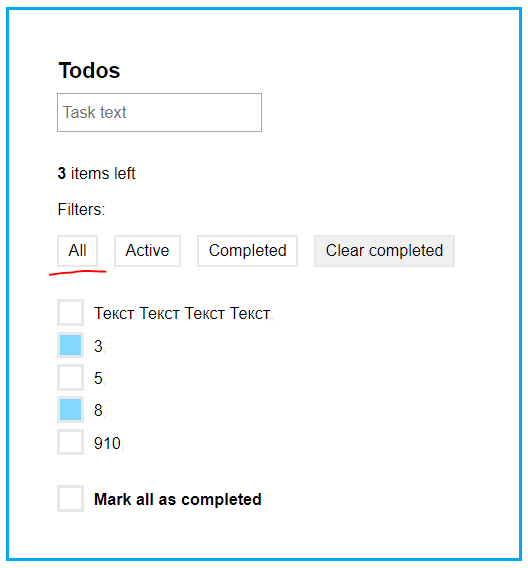 Todos
Task text
3 items left
Filters:
All Active Completed Clear completed
Текст Текст Текст Текст
3
5
8
910
Mark all as completed